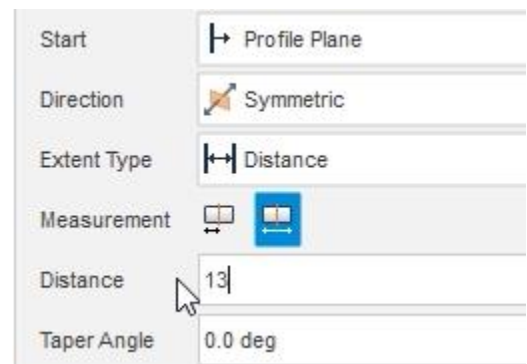 Start Profile Plane
Direction Symmetric
Extent Type Distance
Measurement
Distance 13
Taper Angle 0.0 deg